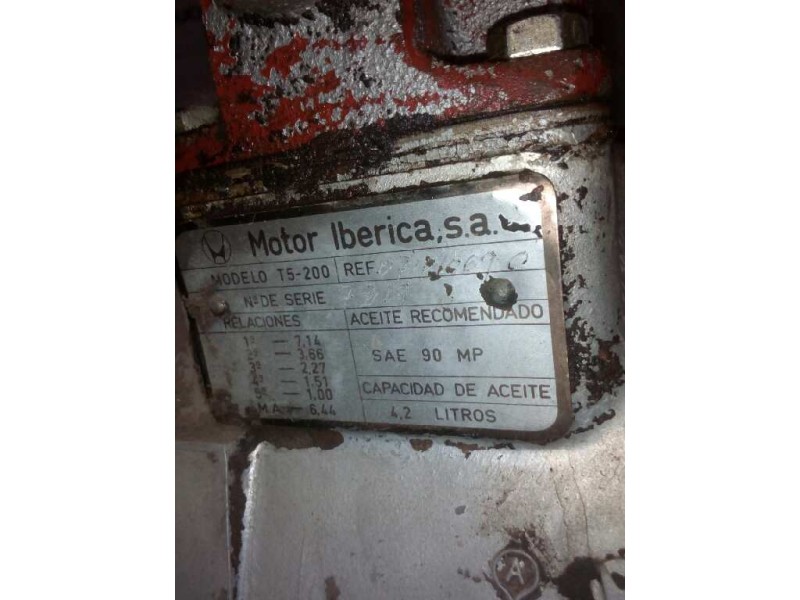 Motor Iberica, s.a.
MODELO T5-200 REF.
Nº DE SERIE
RELACIONES
1ª — 7.14
2ª — 3.66
3ª — 2.27
4ª — 1.51
5ª — 1.00
M.A. — 6.44
ACEITE RECOMENDADO
SAE 90 MP
CAPACIDAD DE ACEITE
4,2 LITROS
A